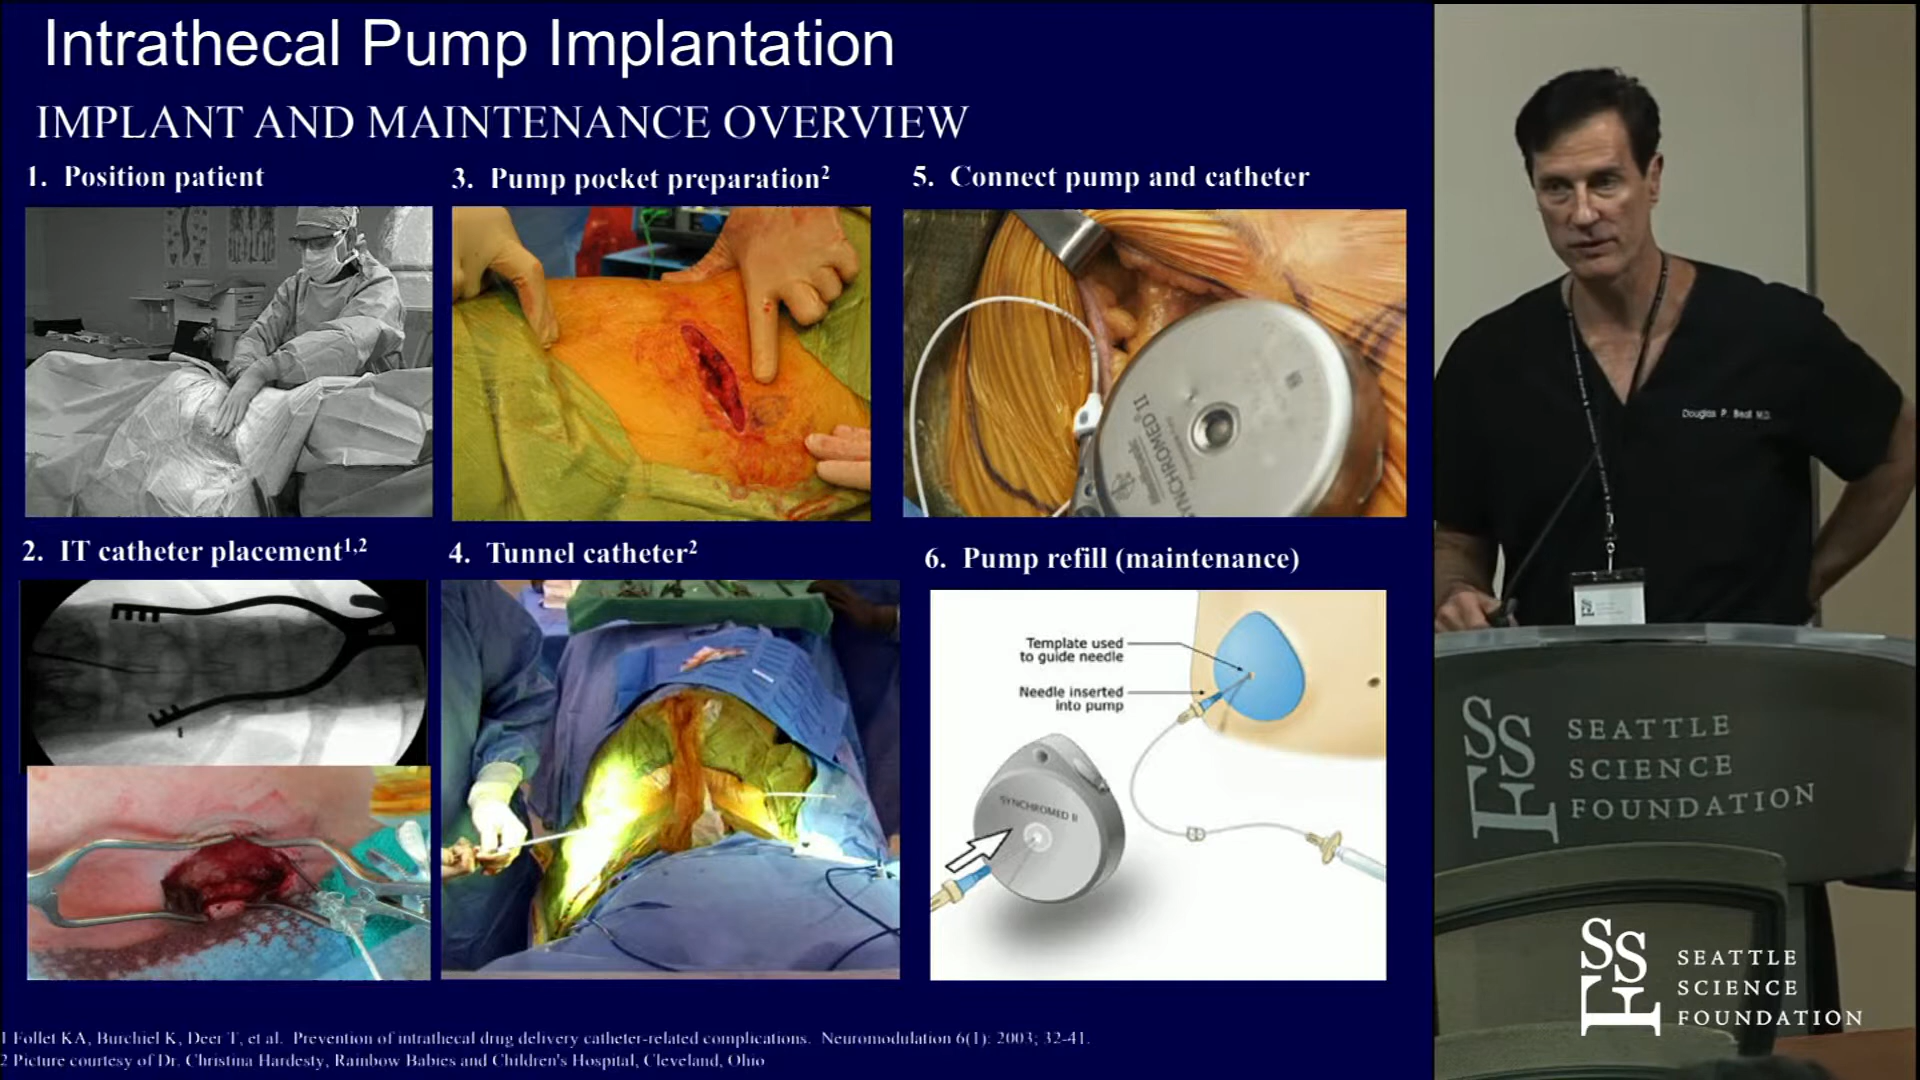 Intrathecal Pump Implantation
IMPLANT AND MAINTENANCE OVERVIEW
1. Position patient
3. Pump pocket preparation²
5. Connect pump and catheter
SYNCHROMED II
2. IT catheter placement¹,²
4. Tunnel catheter²
6. Pump refill (maintenance)
Template used
to guide needle
Needle inserted
into pump
SYNCHROMED II
1 Follet KA, Burchiel K, Deer T, et al. Prevention of intrathecal drug delivery catheter-related complications. Neuromodulation 6(1): 2003; 32-41.
2 Picture courtesy of Dr. Christina Hardesty, Rainbow Babies and Children's Hospital, Cleveland, Ohio
Douglas P. Beall M.D.
SSF
SEATTLE
SCIENCE
FOUNDATION
SSF
SEATTLE
SCIENCE
FOUNDATION